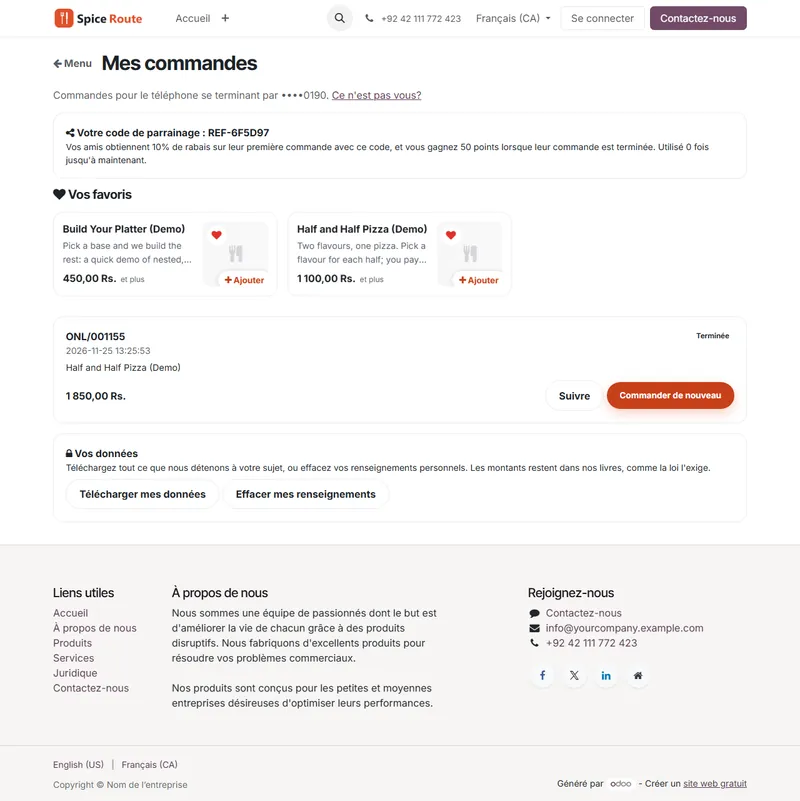 Spice Route
Accueil +
+92 42 111 772 423
Français (CA)
Se connecter
Contactez-nous
Menu
Mes commandes
Commandes pour le téléphone se terminant par ••••0190. Ce n'est pas vous?
Votre code de parrainage : REF-6F5D97
Vos amis obtiennent 10% de rabais sur leur première commande avec ce code, et vous gagnez 50 points lorsque leur commande est terminée. Utilisé 0 fois
jusqu'à maintenant.
Vos favoris
Build Your Platter (Demo)
Pick a base and we build the
rest: a quick demo of nested,...
450,00 Rs. et plus
+ Ajouter
Half and Half Pizza (Demo)
Two flavours, one pizza. Pick a
flavour for each half; you pay...
1 100,00 Rs. et plus
+ Ajouter
ONL/001155
Terminée
2026-11-25 13:25:53
Half and Half Pizza (Demo)
1 850,00 Rs.
Suivre
Commander de nouveau
Vos données
Téléchargez tout ce que nous détenons à votre sujet, ou effacez vos renseignements personnels. Les montants restent dans nos livres, comme la loi l'exige.
Télécharger mes données
Effacer mes renseignements
Liens utiles
Accueil
À propos de nous
Produits
Services
Juridique
Contactez-nous
À propos de nous
Nous sommes une équipe de passionnés dont le but est
d'améliorer la vie de chacun grâce à des produits
disruptifs. Nous fabriquons d'excellents produits pour
résoudre vos problèmes commerciaux.
Nos produits sont conçus pour les petites et moyennes
entreprises désireuses d'optimiser leurs performances.
Rejoignez-nous
Contactez-nous
info@yourcompany.example.com
+92 42 111 772 423
English (US) | Français (CA)
Copyright © Nom de l'entreprise
Généré par odoo - Créer un site web gratuit